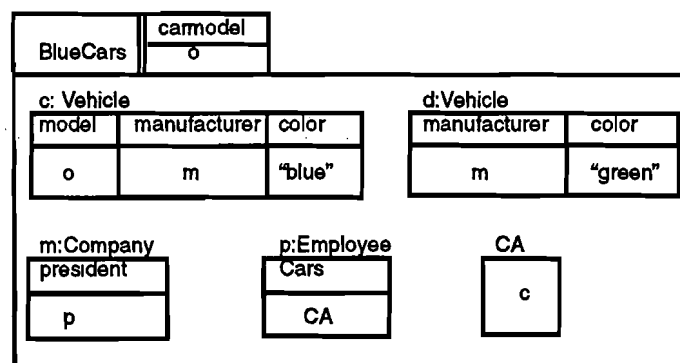 carmodel
BlueCars
o
c: Vehicle
d:Vehicle
model manufacturer color
manufacturer color
o m “blue”
m “green”
m:Company
p:Employee
CA
president
Cars
c
p
CA